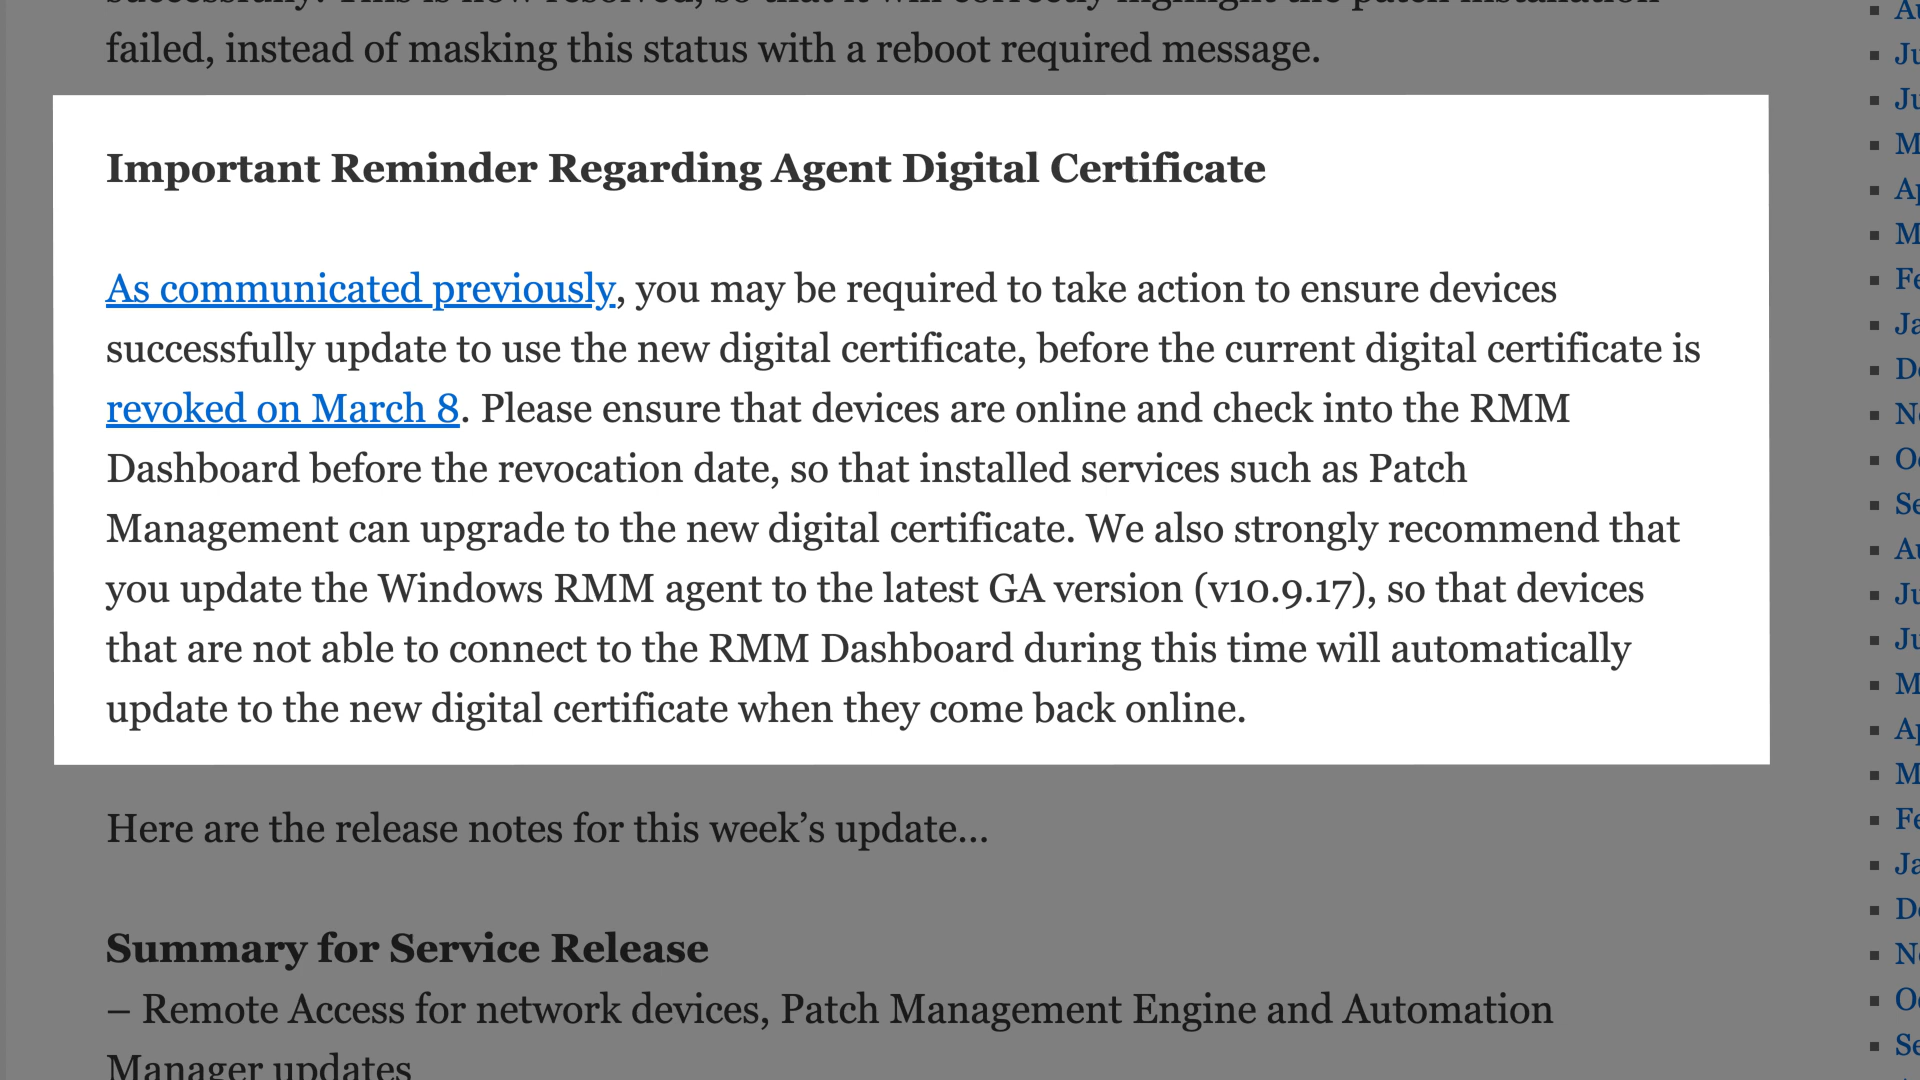 failed, instead of masking this status with a reboot required message.
Important Reminder Regarding Agent Digital Certificate
As communicated previously, you may be required to take action to ensure devices
successfully update to use the new digital certificate, before the current digital certificate is
revoked on March 8. Please ensure that devices are online and check into the RMM
Dashboard before the revocation date, so that installed services such as Patch
Management can upgrade to the new digital certificate. We also strongly recommend that
you update the Windows RMM agent to the latest GA version (v10.9.17), so that devices
that are not able to connect to the RMM Dashboard during this time will automatically
update to the new digital certificate when they come back online.
Here are the release notes for this week’s update…
Summary for Service Release
– Remote Access for network devices, Patch Management Engine and Automation
Manager updates